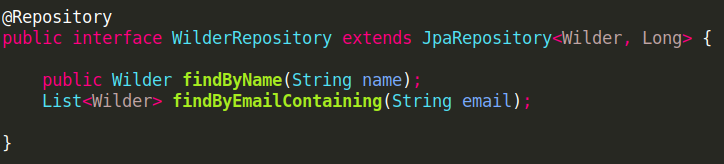 @Repository
public interface WilderRepository extends JpaRepository<Wilder, Long> {
public Wilder findByName(String name);
List<Wilder> findByEmailContaining(String email);
}